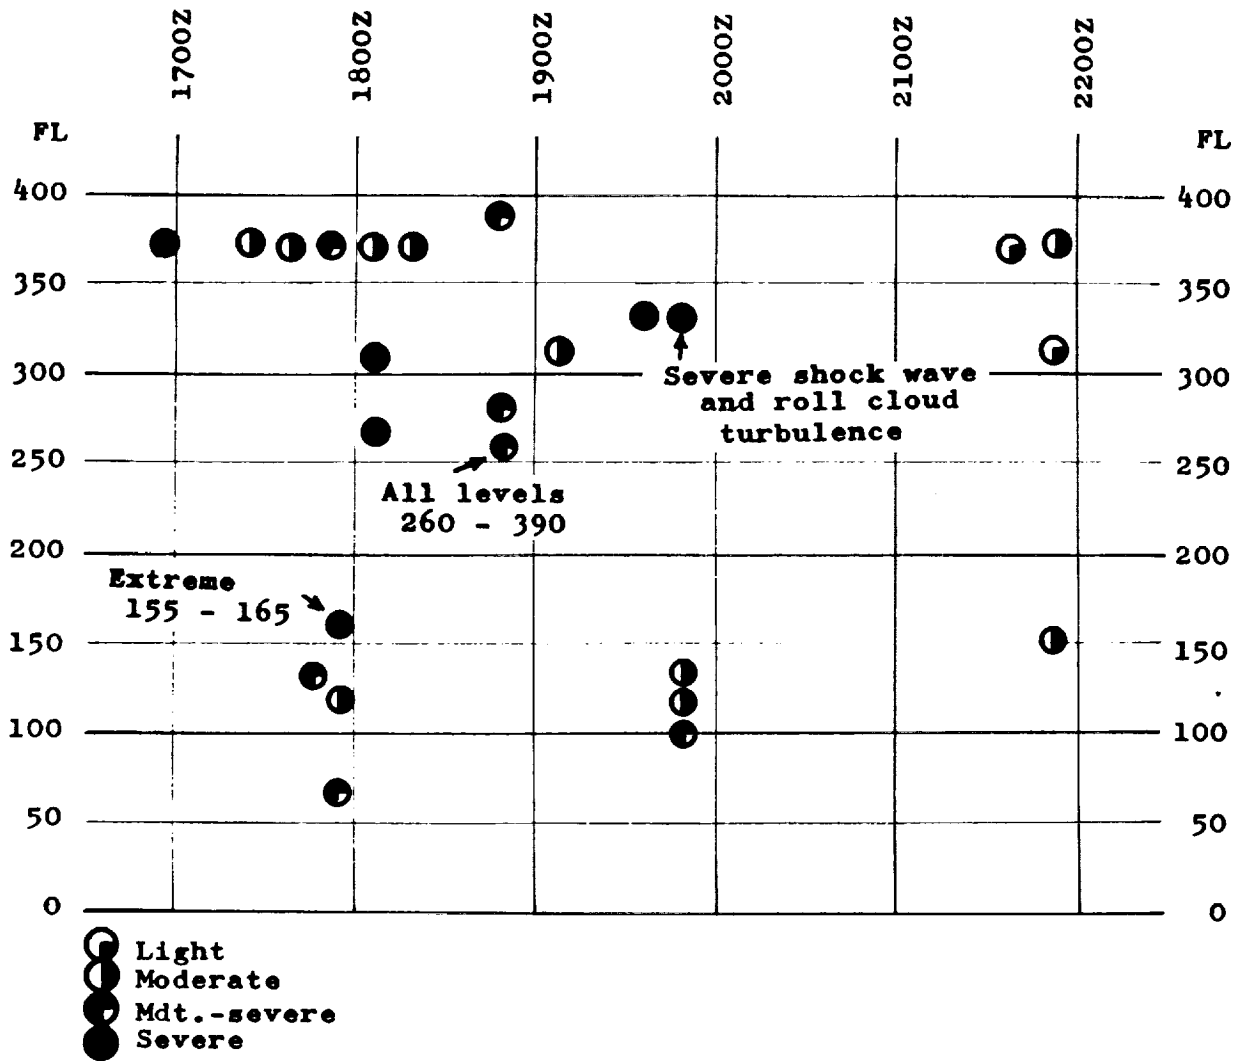 1700Z 1800Z 1900Z 2000Z 2100Z 2200Z
FL FL
400 400
350 350
300 300
Severe shock wave
and roll cloud
turbulence
250 250
All levels
260 - 390
200 200
Extreme
155 - 165
150 150
100 100
50 50
0 0
Light
Moderate
Mdt.-severe
Severe